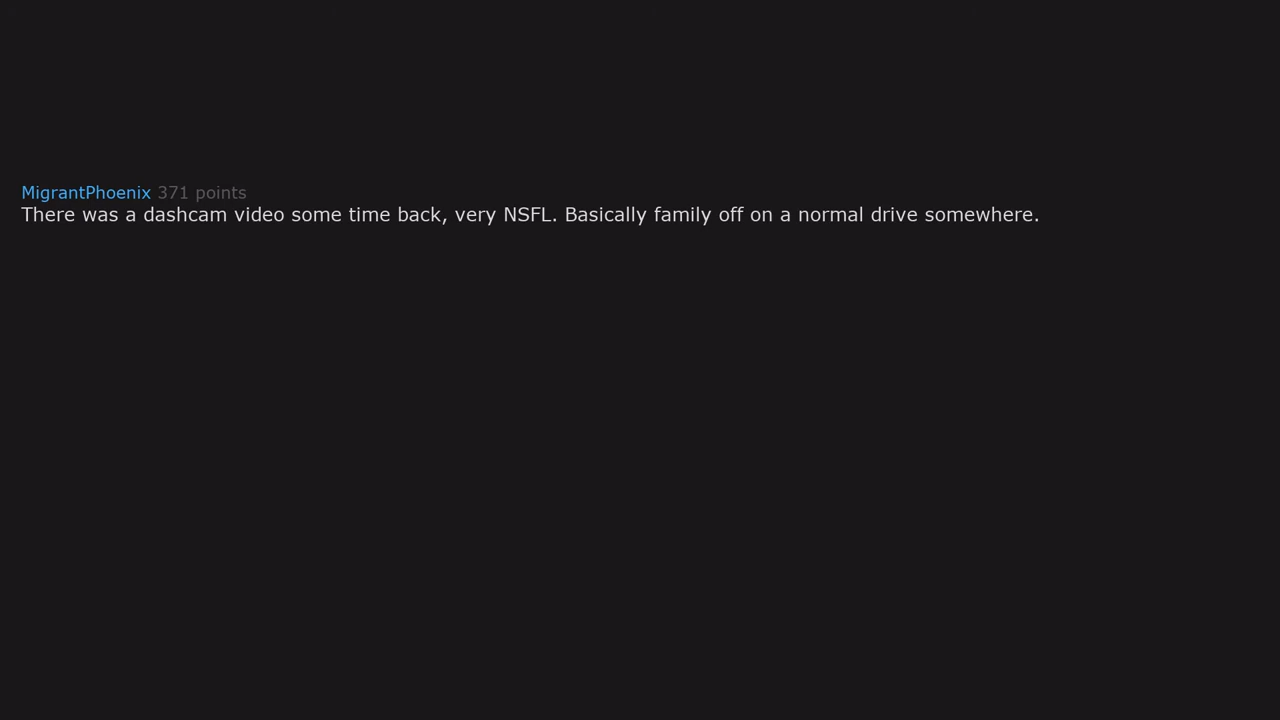 MigrantPhoenix 371 points
There was a dashcam video some time back, very NSFL. Basically family off on a normal drive somewhere.